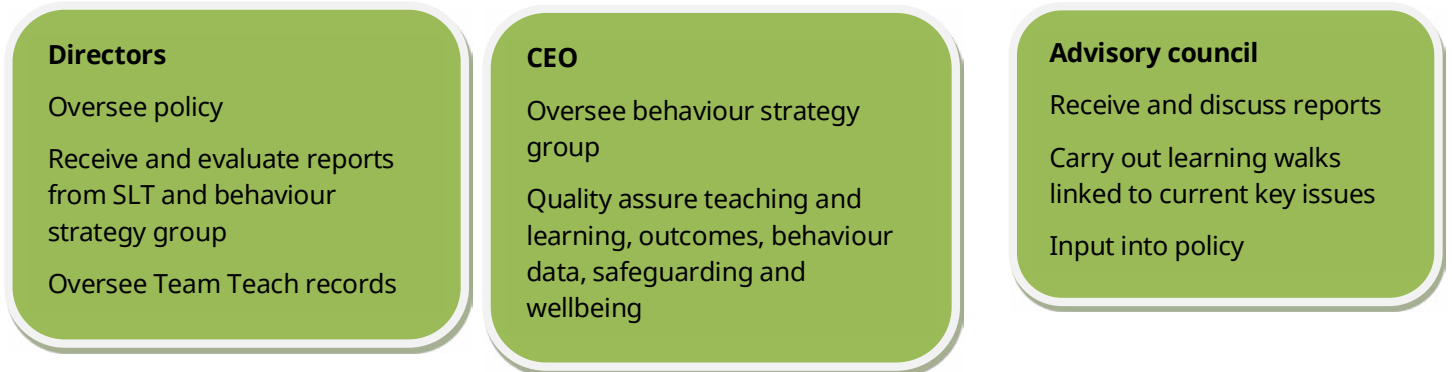 Directors
Oversee policy
Receive and evaluate reports
from SLT and behaviour
strategy group
Oversee Team Teach records
CEO
Oversee behaviour strategy
group
Quality assure teaching and
learning, outcomes, behaviour
data, safeguarding and
wellbeing
Advisory council
Receive and discuss reports
Carry out learning walks
linked to current key issues
Input into policy